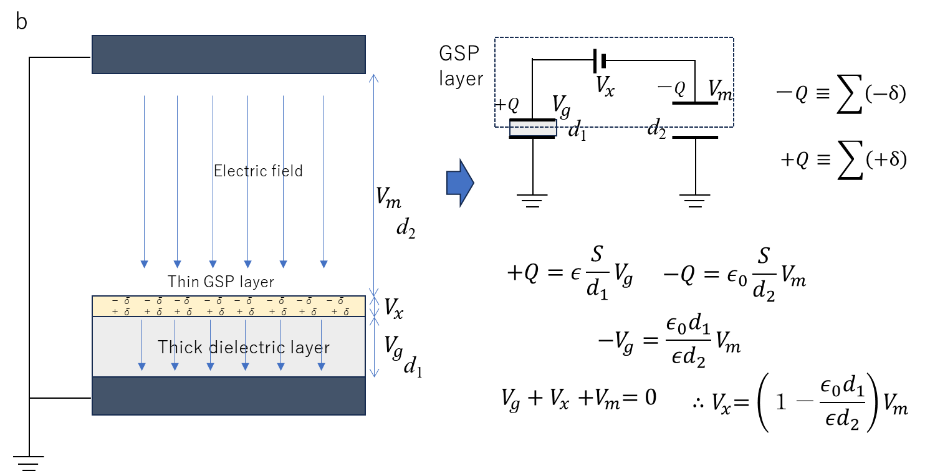 b
GSP
layer
+Q
V_g
d_1
V_x
−Q
V_m
d_2
−Q ≡ ∑(−δ)
+Q ≡ ∑(+δ)
Electric field
V_m
d_2
Thin GSP layer
− δ − δ − δ − δ − δ − δ − δ − δ
+ δ + δ + δ + δ + δ + δ + δ + δ
V_x
Thick dielectric layer
V_g
d_1
+Q = ϵ S/d_1 V_g −Q = ϵ_0 S/d_2 V_m
−V_g = ϵ_0 d_1/ϵd_2 V_m
V_g + V_x + V_m = 0 ∴ V_x = (1 − ϵ_0 d_1/ϵd_2) V_m